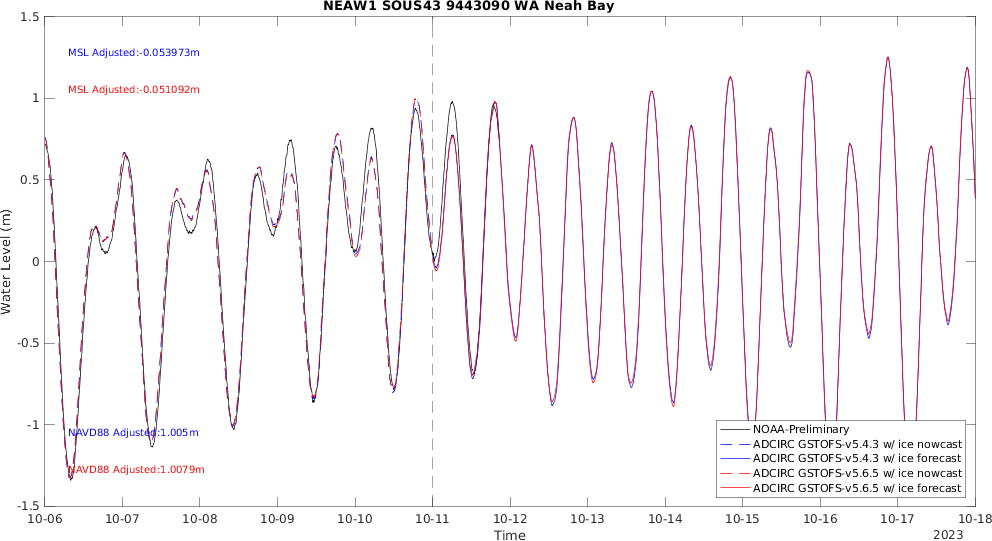 NEAW1 SOUS43 9443090 WA Neah Bay
MSL Adjusted:-0.053973m
MSL Adjusted:-0.051092m
NAVD88 Adjusted:1.005m
NAVD88 Adjusted:1.0079m
Water Level (m)
1.5
1
0.5
0
-0.5
-1
-1.5
NOAA-Preliminary
ADCIRC GSTOFS-v5.4.3 w/ ice nowcast
ADCIRC GSTOFS-v5.4.3 w/ ice forecast
ADCIRC GSTOFS-v5.6.5 w/ ice nowcast
ADCIRC GSTOFS-v5.6.5 w/ ice forecast
10-06 10-07 10-08 10-09 10-10 10-11 10-12 10-13 10-14 10-15 10-16 10-17 10-18
Time
2023